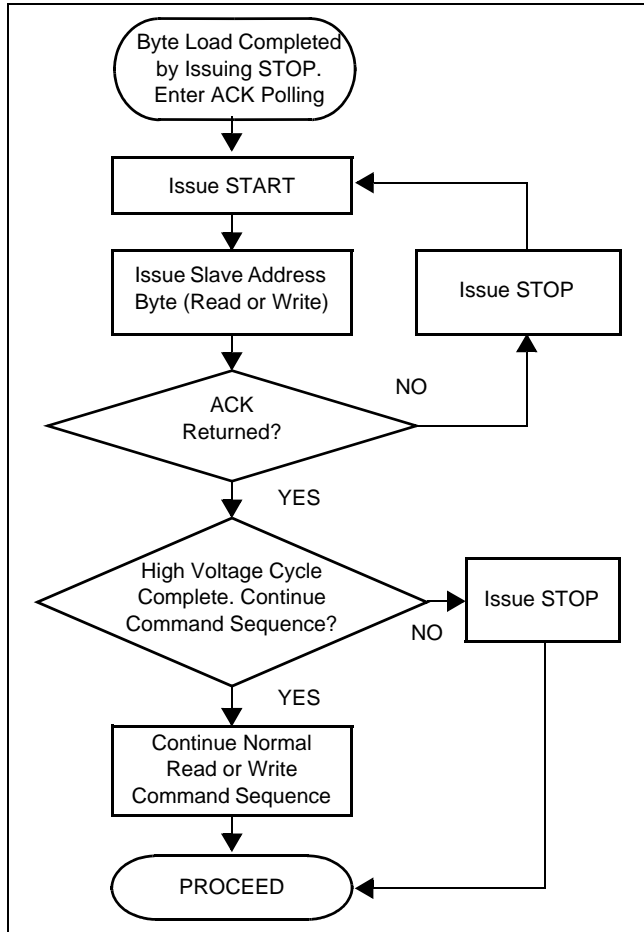 Byte Load Completed
by Issuing STOP.
Enter ACK Polling
Issue START
Issue Slave Address
Byte (Read or Write)
Issue STOP
ACK
Returned?
NO
YES
High Voltage Cycle
Complete. Continue
Command Sequence?
Issue STOP
NO
YES
Continue Normal
Read or Write
Command Sequence
PROCEED